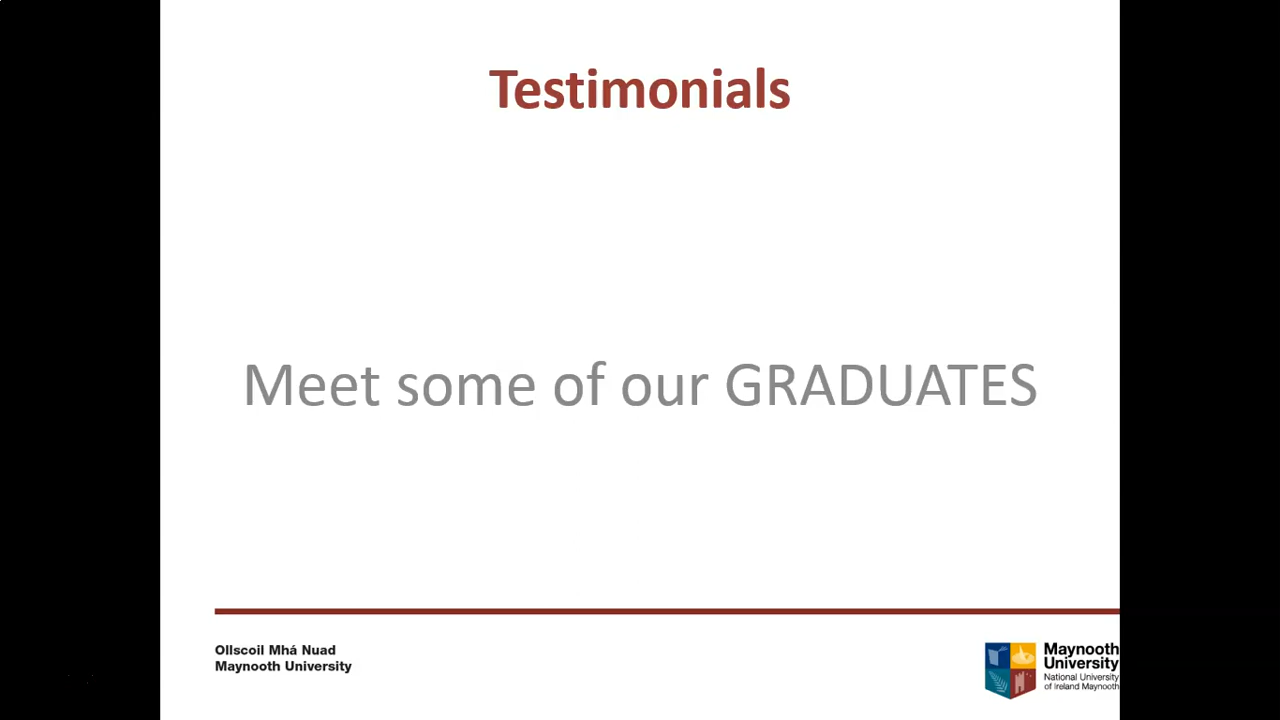 Testimonials
Meet some of our GRADUATES
Ollscoil Mhá Nuad
Maynooth University
Maynooth
University
National University
of Ireland Maynooth